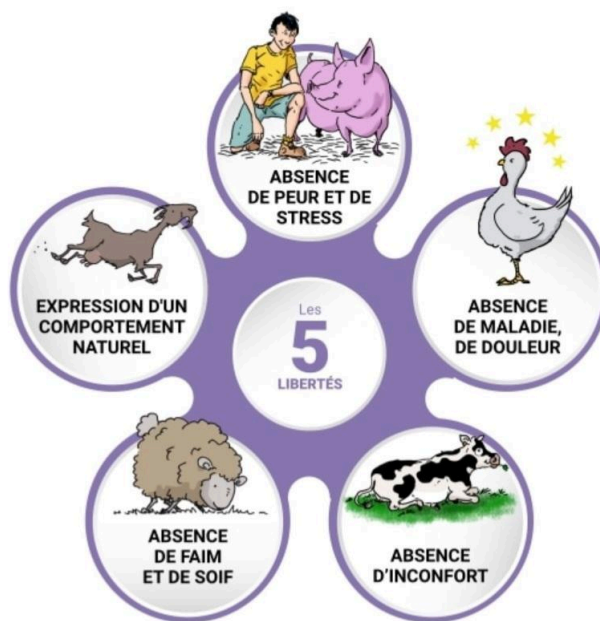 ABSENCE
DE PEUR ET DE
STRESS
ABSENCE
DE MALADIE,
DE DOULEUR
EXPRESSION D'UN
COMPORTEMENT
NATUREL
Les
5
LIBERTÉS
ABSENCE
DE FAIM
ET DE SOIF
ABSENCE
D’INCONFORT